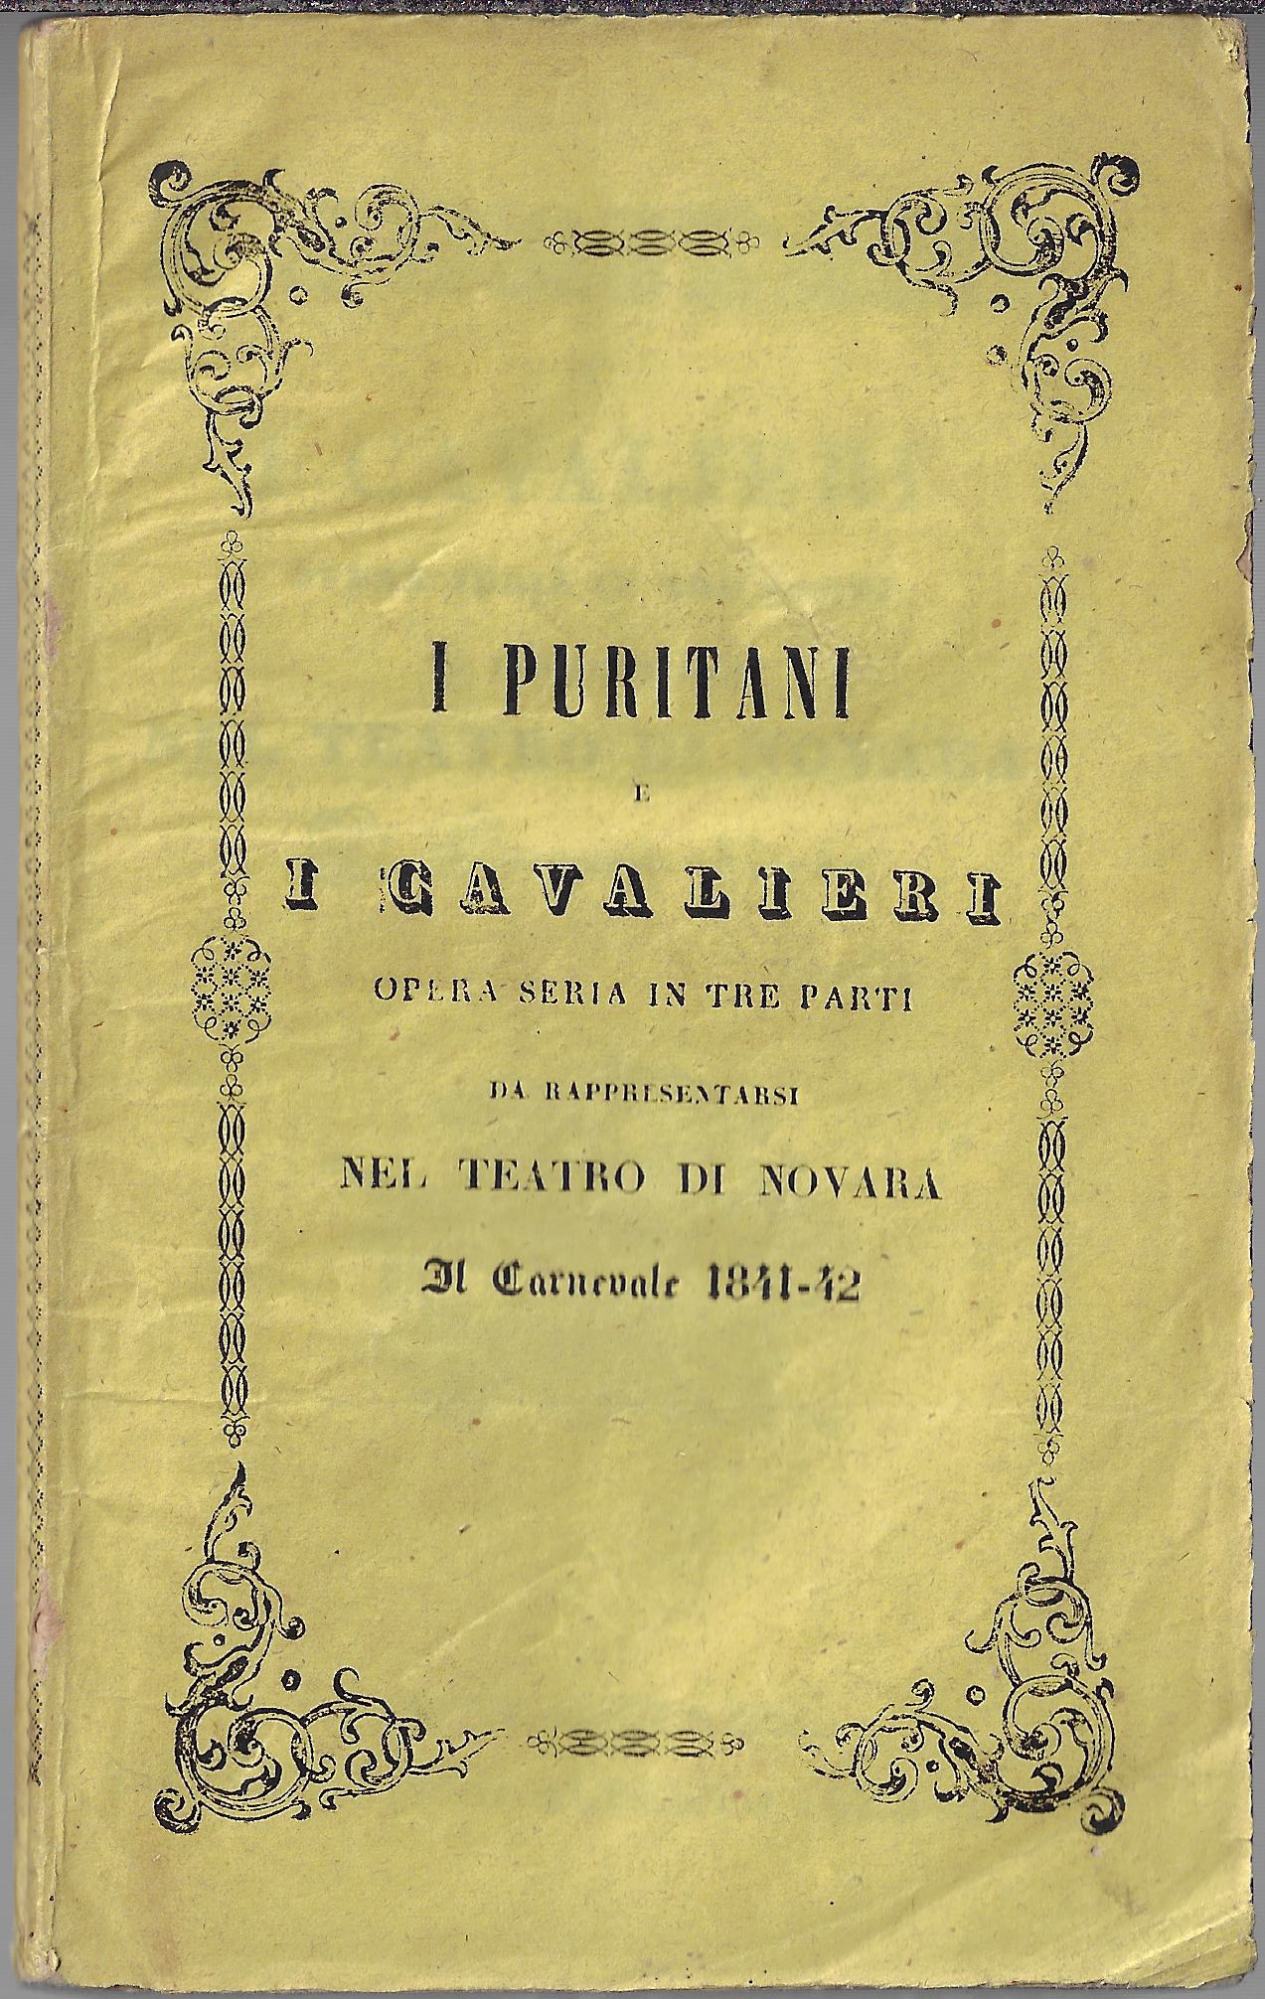 I PURITANI
E
I CAVALIERI
OPERA SERIA IN TRE PARTI
DA RAPPRESENTARSI
NEL TEATRO DI NOVARA
Il Carnevale 1841-42